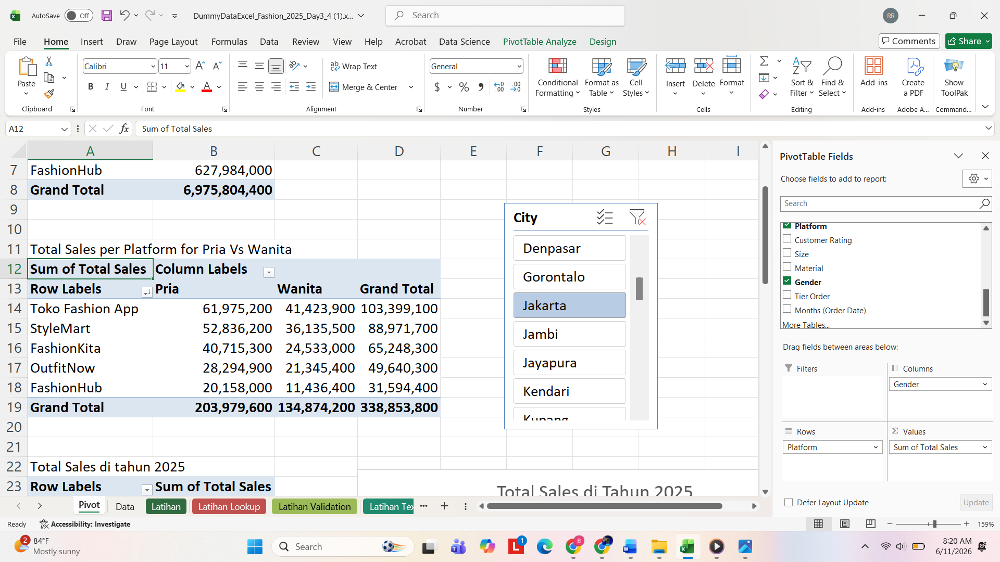 AutoSave Off DummyDataExcel_Fashion_2025_Day3_4 (1).x... Search RR
File Home Insert Draw Page Layout Formulas Data Review View Help Acrobat Data Science PivotTable Analyze Design Comments Share
Paste Calibri 11 Wrap Text General Conditional Formatting Format as Table Cell Styles Insert Delete Format Sort & Filter Find & Select Add-ins Create a PDF Show ToolPak
B I U Merge & Center $ %
Clipboard Font Alignment Number Styles Cells Editing Add-ins Adobe A... Command...
A12 fx Sum of Total Sales
A B C D E F G H I
7 FashionHub 627,984,000
8 Grand Total 6,975,804,400
9
10
11 Total Sales per Platform for Pria Vs Wanita
12 Sum of Total Sales Column Labels
13 Row Labels Pria Wanita Grand Total
14 Toko Fashion App 61,975,200 41,423,900 103,399,100
15 StyleMart 52,836,200 36,135,500 88,971,700
16 FashionKita 40,715,300 24,533,000 65,248,300
17 OutfitNow 28,294,900 21,345,400 49,640,300
18 FashionHub 20,158,000 11,436,400 31,594,400
19 Grand Total 203,979,600 134,874,200 338,853,800
20
21
22 Total Sales di tahun 2025
23 Row Labels Sum of Total Sales
Total Sales di Tahun 2025
City
Denpasar
Gorontalo
Jakarta
Jambi
Jayapura
Kendari
Kupang
PivotTable Fields
Choose fields to add to report:
Search
Platform
Customer Rating
Size
Material
Gender
Tier Order
Months (Order Date)
More Tables...
Drag fields between areas below:
Filters
Columns
Gender
Rows
Platform
Values
Sum of Total Sales
Defer Layout Update Update
Pivot Data Latihan Latihan Lookup Latihan Validation Latihan Tex
Ready Accessibility: Investigate 159%
2 84°F
Mostly sunny
Search
1
B
8:20 AM
6/11/2026